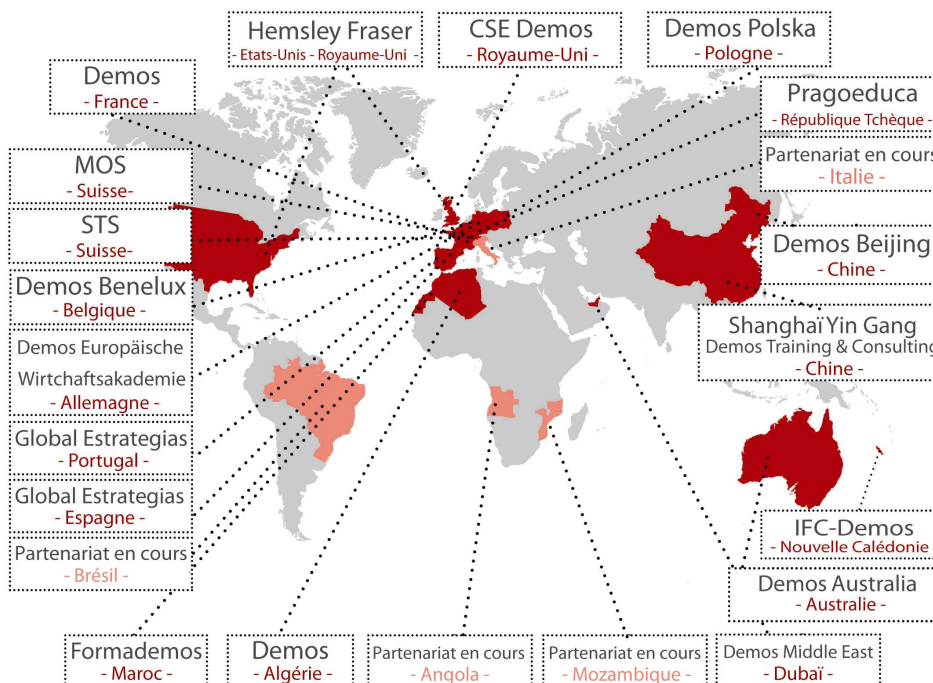 Hemsley Fraser
- Etats-Unis - Royaume-Uni -
CSE Demos
- Royaume-Uni -
Demos Polska
- Pologne -
Demos
- France -
Pragoeduca
- République Tchèque -
MOS
- Suisse-
Partenariat en cours
- Italie -
STS
- Suisse-
Demos Beijing
- Chine -
Demos Benelux
- Belgique -
Shanghaï Yin Gang
Demos Training & Consulting
- Chine -
Demos Europäische
Wirtchaftsakademie
- Allemagne -
Global Estrategias
- Portugal -
Global Estrategias
- Espagne -
IFC-Demos
- Nouvelle Calédonie -
Partenariat en cours
- Brésil -
Demos Australia
- Australie -
Formademos
- Maroc -
Demos
- Algérie -
Partenariat en cours
- Angola -
Partenariat en cours
- Mozambique -
Demos Middle East
- Dubaï -